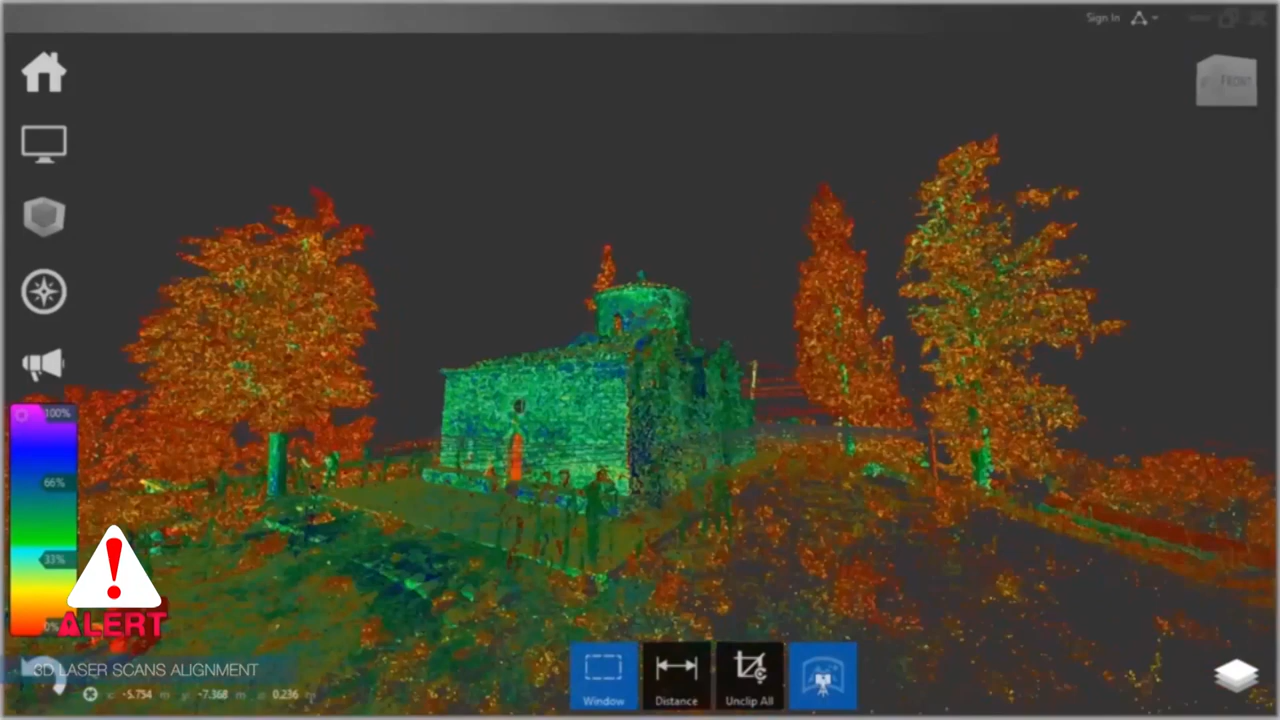 Sign In
FRONT
100%
66%
33%
0%
ALERT
3D LASER SCANS ALIGNMENT
x: -5.754 m y: -7.368 m z: 0.236 m
Window
Distance
Unclip All